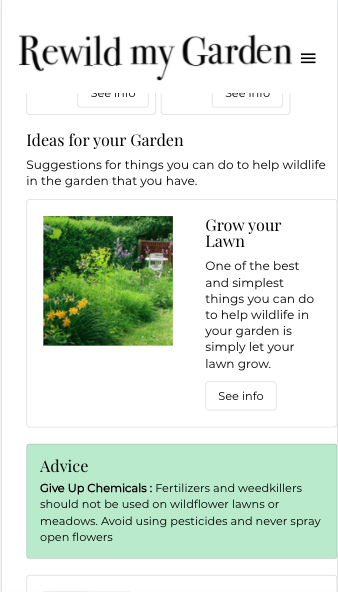 Rewild my Garden
See info See info
Ideas for your Garden
Suggestions for things you can do to help wildlife
in the garden that you have.
Grow your
Lawn
One of the best
and simplest
things you can do
to help wildlife in
your garden is
simply let your
lawn grow.
See info
Advice
Give Up Chemicals : Fertilizers and weedkillers
should not be used on wildflower lawns or
meadows. Avoid using pesticides and never spray
open flowers